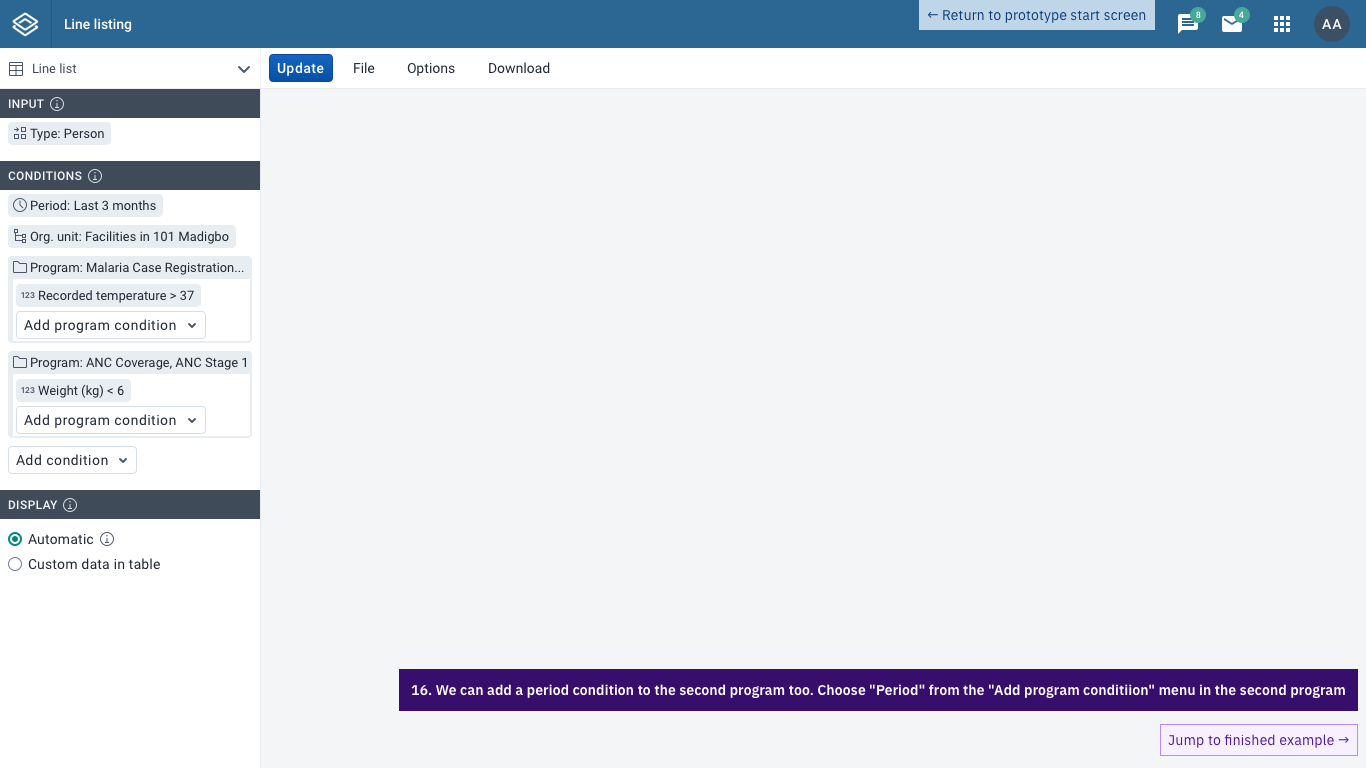 Line listing
← Return to prototype start screen
8
4
AA
Line list
Update
File
Options
Download
INPUT
Type: Person
CONDITIONS
Period: Last 3 months
Org. unit: Facilities in 101 Madigbo
Program: Malaria Case Registration...
123 Recorded temperature > 37
Add program condition
Program: ANC Coverage, ANC Stage 1
123 Weight (kg) < 6
Add program condition
Add condition
DISPLAY
Automatic
Custom data in table
16. We can add a period condition to the second program too. Choose "Period" from the "Add program conditiion" menu in the second program
Jump to finished example →